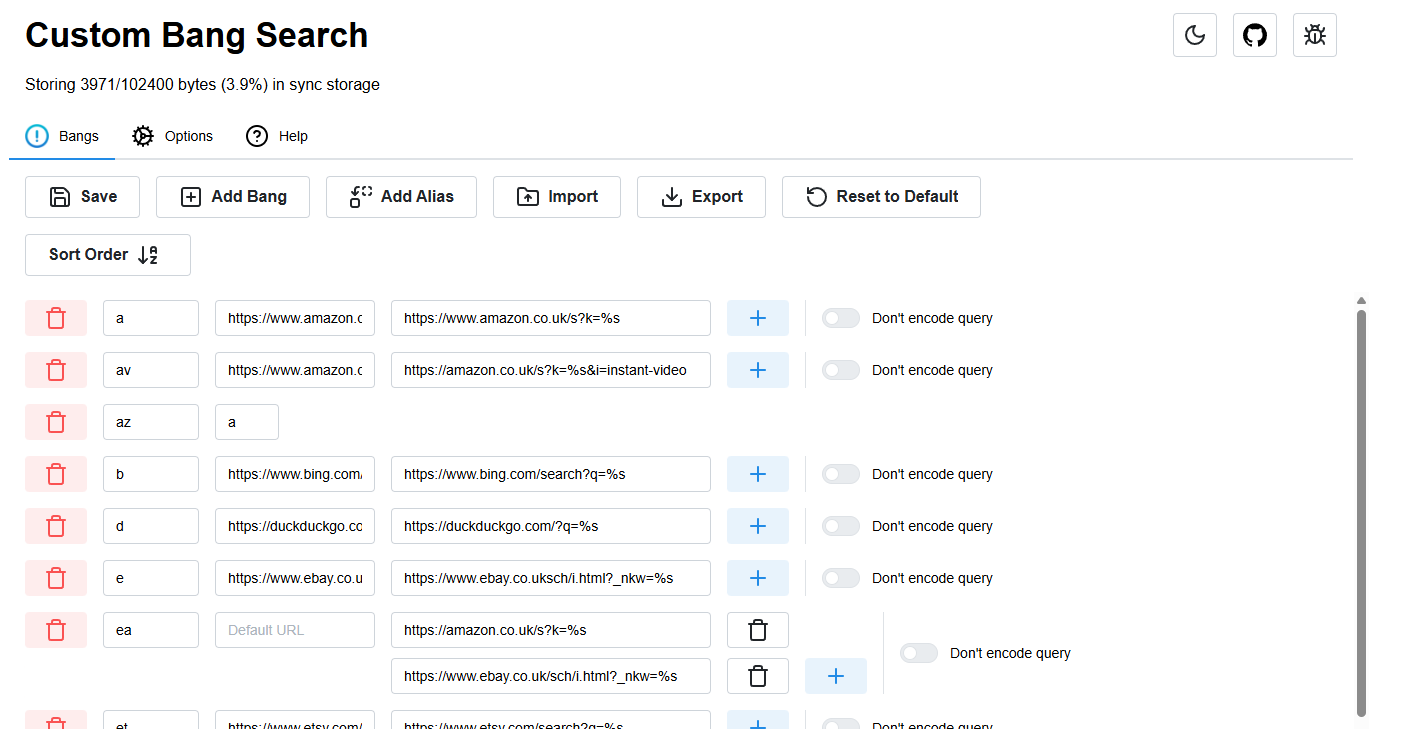 Custom Bang Search
Storing 3971/102400 bytes (3.9%) in sync storage
Bangs Options Help
Save Add Bang Add Alias Import Export Reset to Default
Sort Order
a https://www.amazon.c https://www.amazon.co.uk/s?k=%s Don't encode query
av https://www.amazon.c https://amazon.co.uk/s?k=%s&i=instant-video Don't encode query
az a
b https://www.bing.com/ https://www.bing.com/search?q=%s Don't encode query
d https://duckduckgo.co https://duckduckgo.com/?q=%s Don't encode query
e https://www.ebay.co.u https://www.ebay.co.uksch/i.html?_nkw=%s Don't encode query
ea Default URL https://amazon.co.uk/s?k=%s
Don't encode query
https://www.ebay.co.uk/sch/i.html?_nkw=%s
et https://www.etsy.com/ https://www.etsy.com/search?q=%s Don't encode query